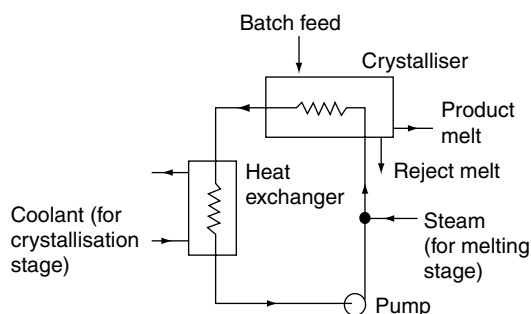 Batch feed
Crystalliser
Product
melt
Reject melt
Heat
exchanger
Coolant (for
crystallisation
stage)
Steam
(for melting
stage)
Pump